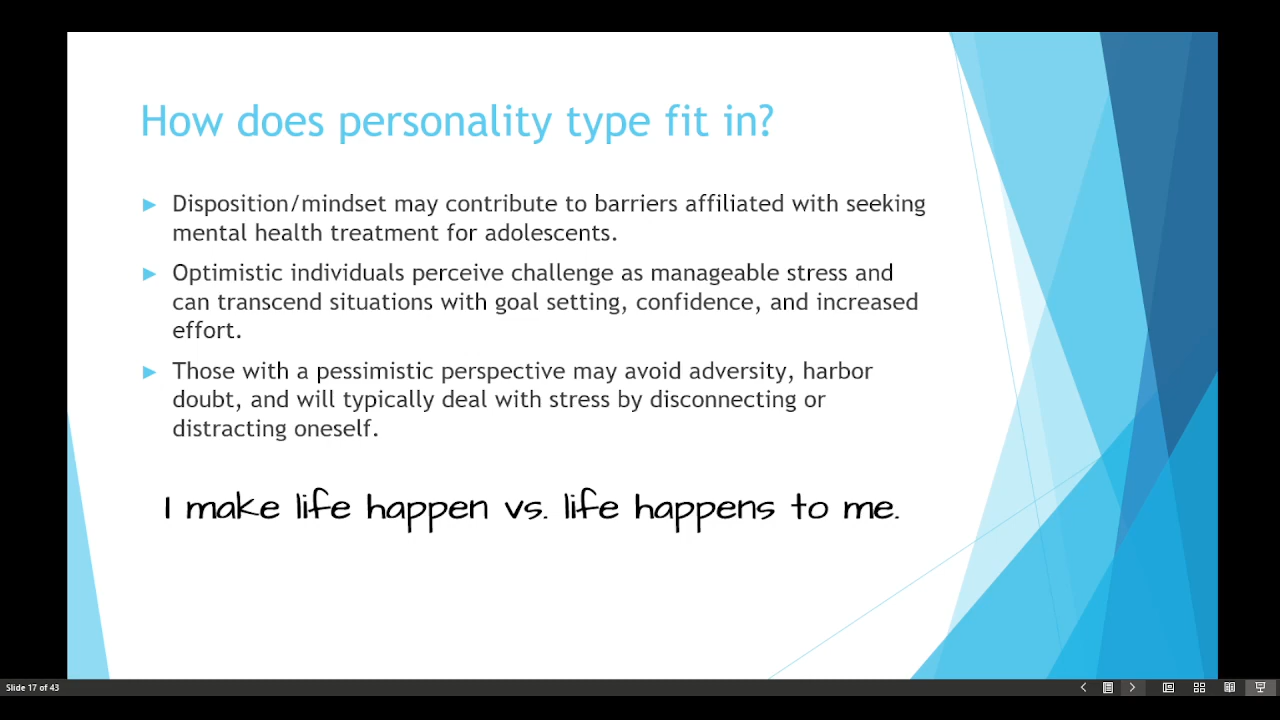 How does personality type fit in?
Disposition/mindset may contribute to barriers affiliated with seeking
mental health treatment for adolescents.
Optimistic individuals perceive challenge as manageable stress and
can transcend situations with goal setting, confidence, and increased
effort.
Those with a pessimistic perspective may avoid adversity, harbor
doubt, and will typically deal with stress by disconnecting or
distracting oneself.
I make life happen vs. life happens to me.
Slide 17 of 43